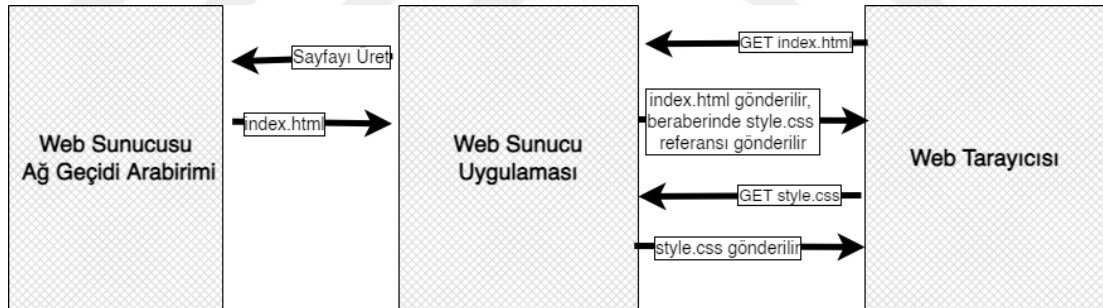 Web Sunucusu
Ağ Geçidi Arabirimi
Sayfayı Üret
index.html
Web Sunucu
Uygulaması
GET index.html
index.html gönderilir,
beraberinde style.css
referansı gönderilir
GET style.css
style.css gönderilir
Web Tarayıcısı